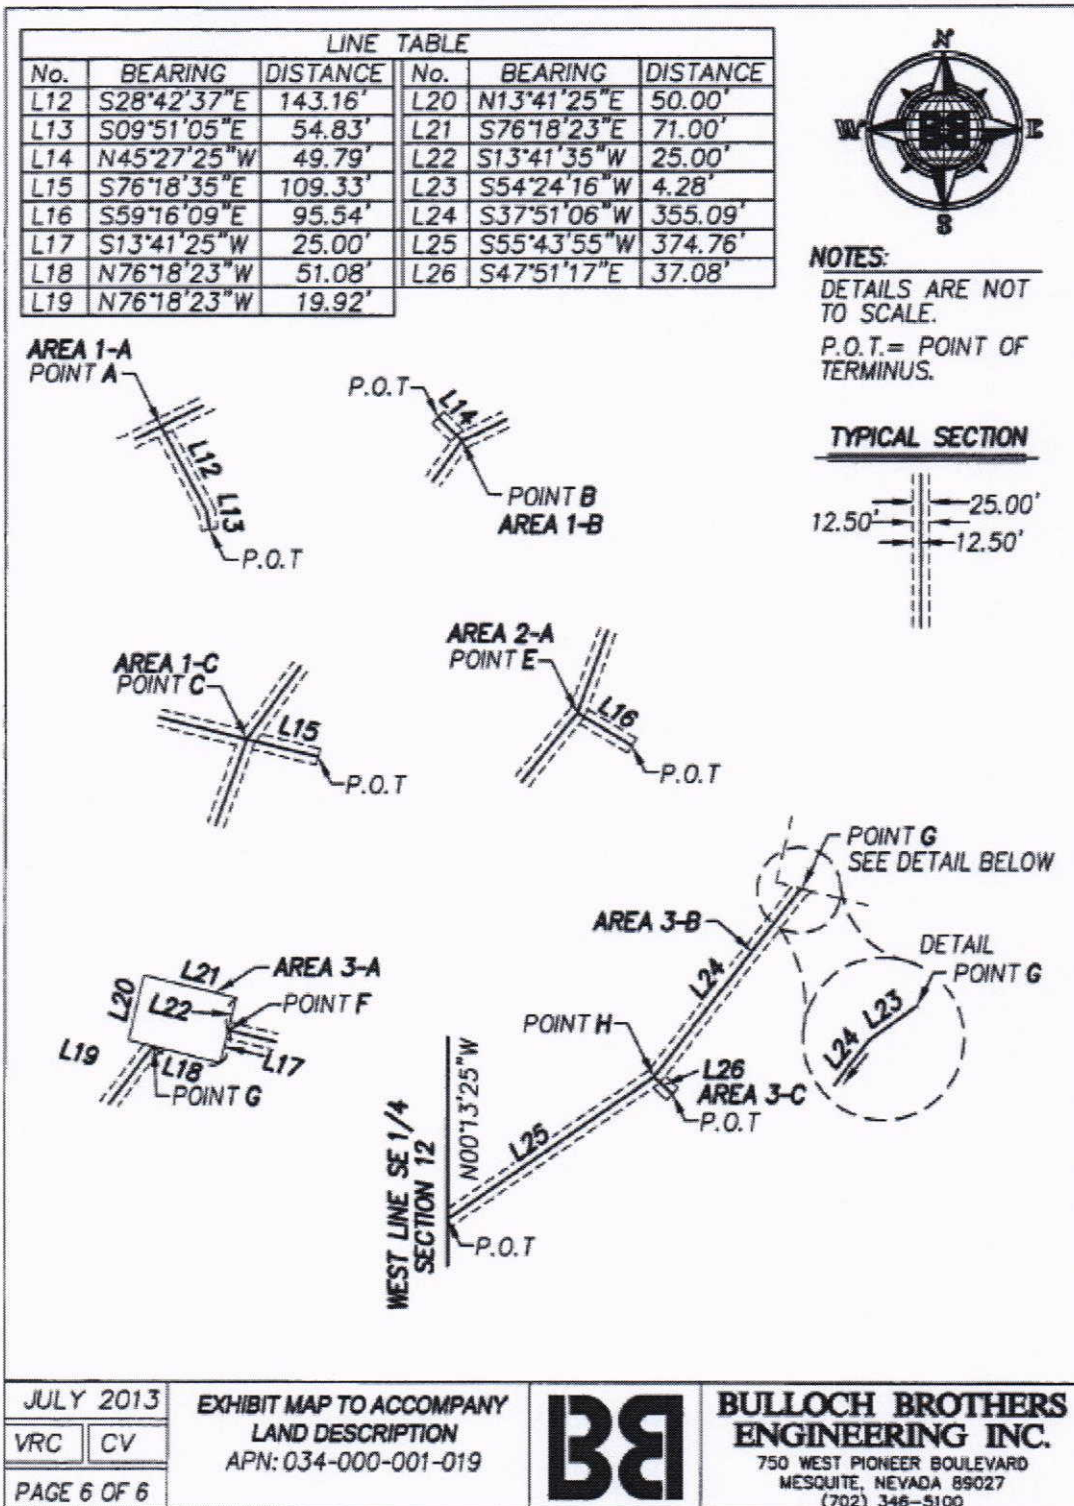 LINE TABLE
No. BEARING DISTANCE No. BEARING DISTANCE
L12 S28°42'37"E 143.16' L20 N13°41'25"E 50.00'
L13 S09°51'05"E 54.83' L21 S76°18'23"E 71.00'
L14 N45°27'25"W 49.79' L22 S13°41'35"W 25.00'
L15 S76°18'35"E 109.33' L23 S54°24'16"W 4.28'
L16 S59°16'09"E 95.54' L24 S37°51'06"W 355.09'
L17 S13°41'25"W 25.00' L25 S55°43'55"W 374.76'
L18 N76°18'23"W 51.08' L26 S47°51'17"E 37.08'
L19 N76°18'23"W 19.92'
N
W
E
S
NOTES:
DETAILS ARE NOT
TO SCALE.
P.O.T.= POINT OF
TERMINUS.
AREA 1-A
POINT A
L12
L13
P.O.T
P.O.T
L14
POINT B
AREA 1-B
TYPICAL SECTION
25.00'
12.50'
12.50'
AREA 1-C
POINT C
L15
P.O.T
AREA 2-A
POINT E
L16
P.O.T
POINT G
SEE DETAIL BELOW
AREA 3-B
L24
DETAIL
POINT G
L23
L24
L21
AREA 3-A
L20
L22
POINT F
L19
L18
L17
POINT G
POINT H
L26
AREA 3-C
P.O.T
L25
N00°13'25"W
WEST LINE SE 1/4
SECTION 12
P.O.T
JULY 2013
VRC CV
PAGE 6 OF 6
EXHIBIT MAP TO ACCOMPANY
LAND DESCRIPTION
APN: 034-000-001-019
BB
BULLOCH BROTHERS
ENGINEERING INC.
750 WEST PIONEER BOULEVARD
MESQUITE, NEVADA 89027
(702) 346-5100